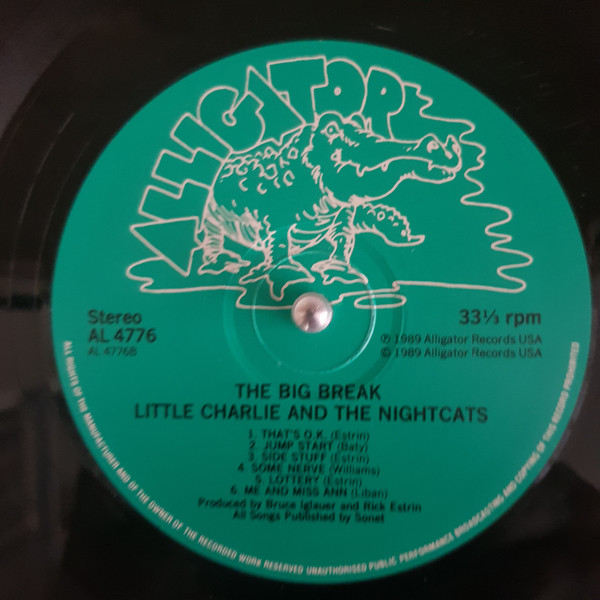 ALLIGATOR
Stereo
AL 4776
AL 4776B
33⅓ rpm
℗ 1989 Alligator Records USA
© 1989 Alligator Records USA
THE BIG BREAK
LITTLE CHARLIE AND THE NIGHTCATS
1. THAT'S O.K. (Estrin)
2. JUMP START (Baty)
3. SIDE STUFF (Estrin)
4. SOME NERVE (Williams)
5. LOTTERY (Estrin)
6. ME AND MISS ANN (Liban)
Produced by Bruce Iglauer and Rick Estrin
All Songs Published by Sonet
ALL RIGHTS OF THE MANUFACTURER AND OF THE OWNER OF THE RECORDED WORK RESERVED UNAUTHORISED PUBLIC PERFORMANCE BROADCASTING AND COPYING OF THIS RECORD PROHIBITED